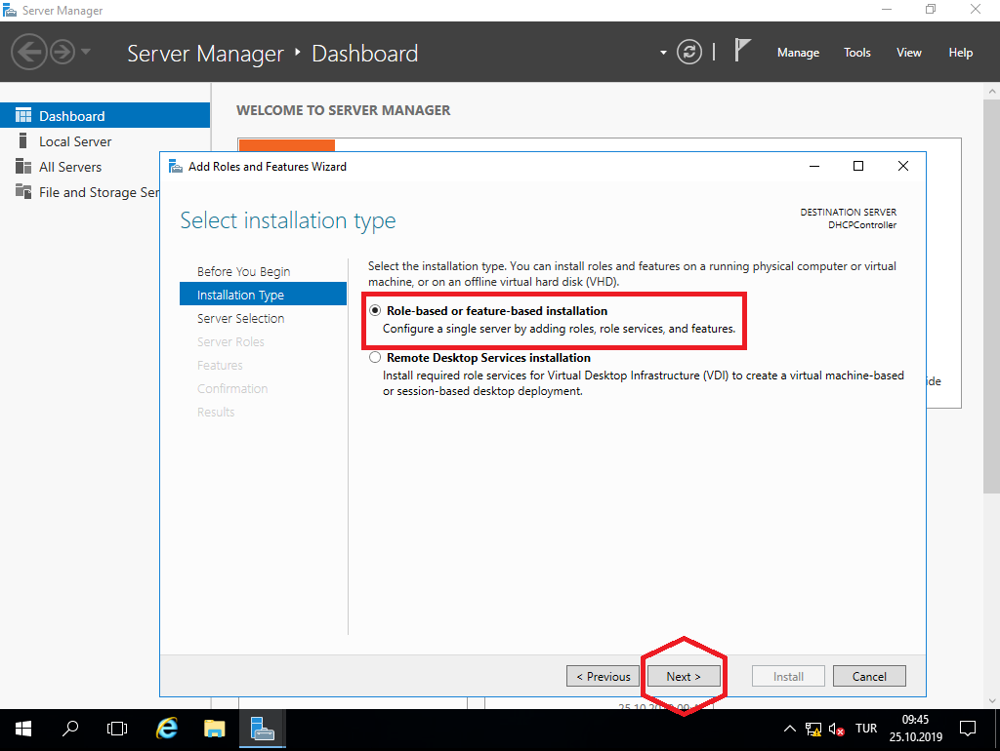 Server Manager
Server Manager ‣ Dashboard
Manage Tools View Help
Dashboard
Local Server
All Servers
File and Storage Ser
WELCOME TO SERVER MANAGER
Add Roles and Features Wizard
Select installation type
DESTINATION SERVER
DHCPController
Before You Begin
Installation Type
Server Selection
Server Roles
Features
Confirmation
Results
Select the installation type. You can install roles and features on a running physical computer or virtual
machine, or on an offline virtual hard disk (VHD).
Role-based or feature-based installation
Configure a single server by adding roles, role services, and features.
Remote Desktop Services installation
Install required role services for Virtual Desktop Infrastructure (VDI) to create a virtual machine-based
or session-based desktop deployment.
ide
< Previous
Next >
Install
Cancel
TUR
09:45
25.10.2019